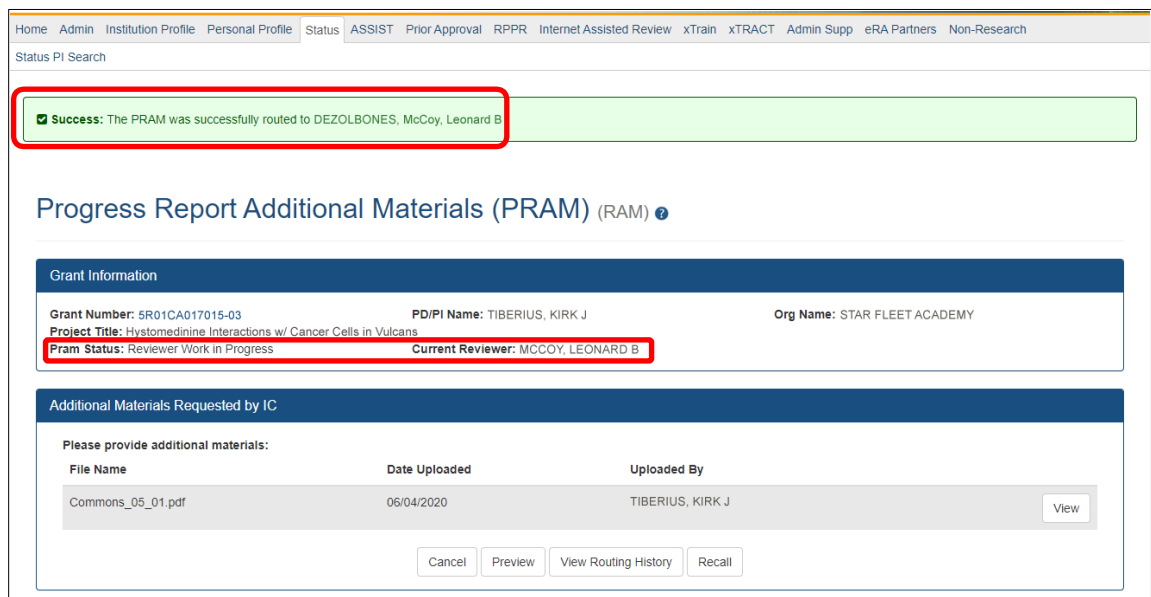 Home Admin Institution Profile Personal Profile Status ASSIST Prior Approval RPPR Internet Assisted Review xTrain xTRACT Admin Supp eRA Partners Non-Research
Status PI Search
Success: The PRAM was successfully routed to DEZOLBONES, McCoy, Leonard B
Progress Report Additional Materials (PRAM) (RAM) ?
Grant Information
Grant Number: 5R01CA017015-03 PD/PI Name: TIBERIUS, KIRK J Org Name: STAR FLEET ACADEMY
Project Title: Hystomedinine Interactions w/ Cancer Cells in Vulcans
Pram Status: Reviewer Work in Progress Current Reviewer: MCCOY, LEONARD B
Additional Materials Requested by IC
Please provide additional materials:
File Name Date Uploaded Uploaded By
Commons_05_01.pdf 06/04/2020 TIBERIUS, KIRK J View
Cancel Preview View Routing History Recall